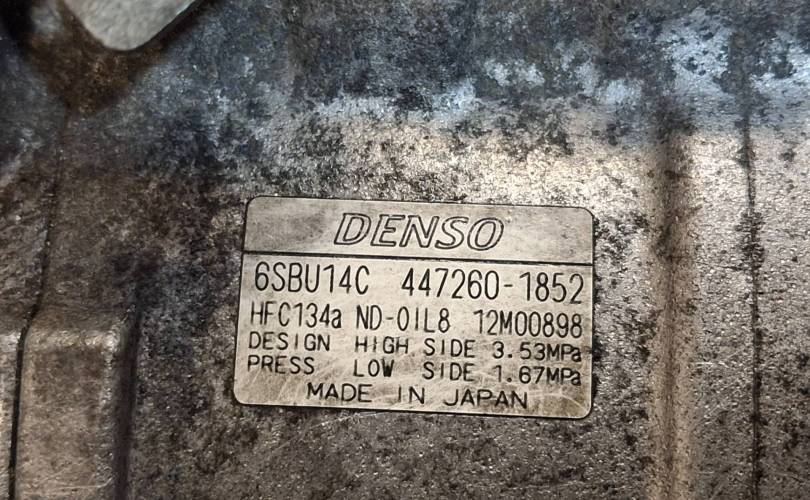 DENSO
6SBU14C 447260-1852
HFC134a ND-OIL8 12M00898
DESIGN HIGH SIDE 3.53MPa
PRESS LOW SIDE 1.67MPa
MADE IN JAPAN